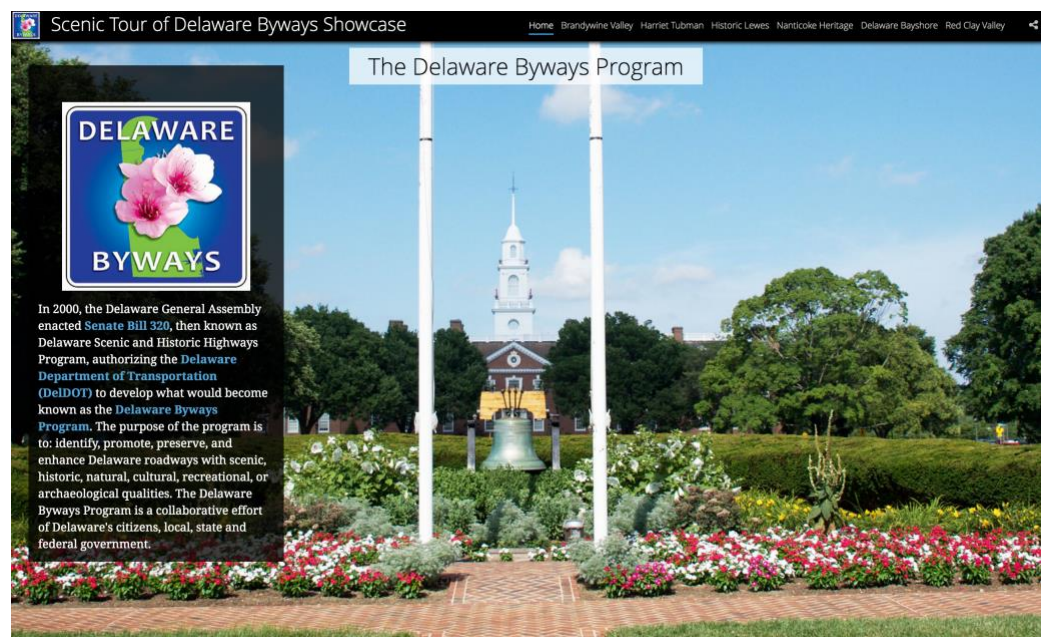 Scenic Tour of Delaware Byways Showcase
Home Brandywine Valley Harriet Tubman Historic Lewes Nanticoke Heritage Delaware Bayshore Red Clay Valley
The Delaware Byways Program
DELAWARE
BYWAYS
In 2000, the Delaware General Assembly
enacted Senate Bill 320, then known as
Delaware Scenic and Historic Highways
Program, authorizing the Delaware
Department of Transportation
(DelDOT) to develop what would become
known as the Delaware Byways
Program. The purpose of the program is
to: identify, promote, preserve, and
enhance Delaware roadways with scenic,
historic, natural, cultural, recreational, or
archaeological qualities. The Delaware
Byways Program is a collaborative effort
of Delaware's citizens, local, state and
federal government.